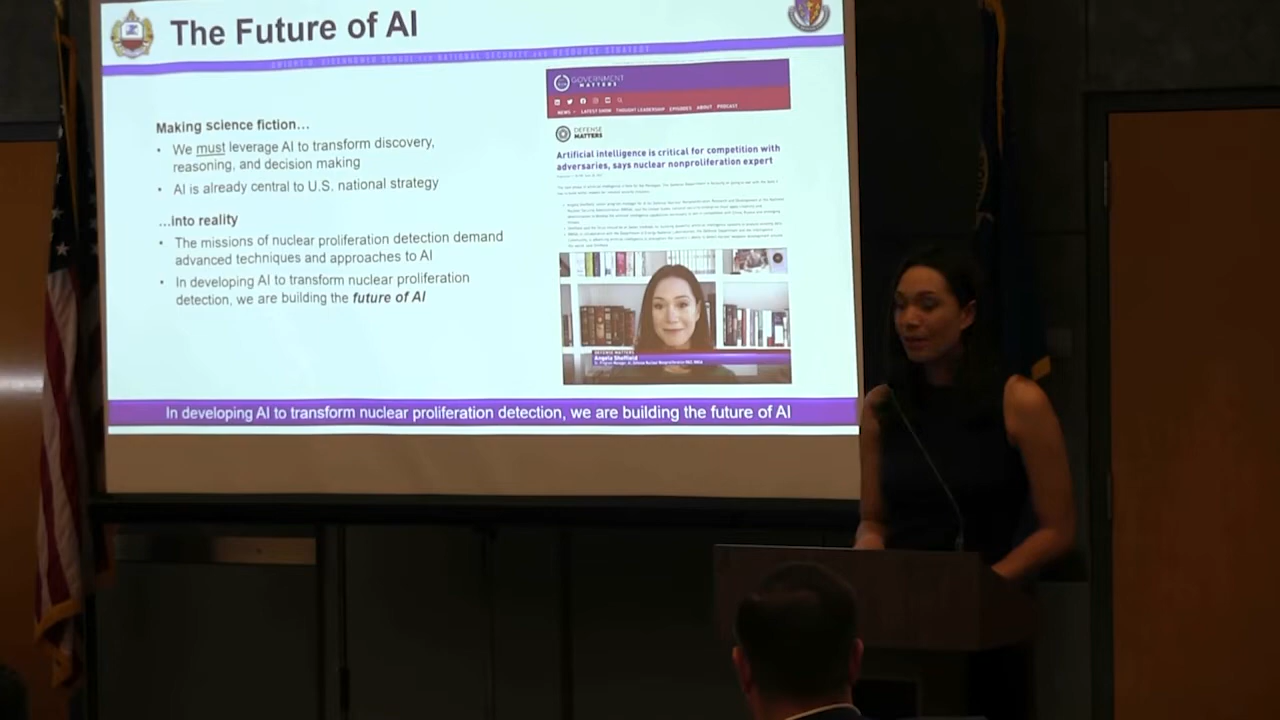 The Future of AI
DWIGHT D. EISENHOWER SCHOOL FOR NATIONAL SECURITY AND RESOURCE STRATEGY
Making science fiction…
• We must leverage AI to transform discovery,
reasoning, and decision making
• AI is already central to U.S. national strategy
…into reality
• The missions of nuclear proliferation detection demand
advanced techniques and approaches to AI
• In developing AI to transform nuclear proliferation
detection, we are building the future of AI
GOVERNMENT
MATTERS
NEWS LATEST SHOW THOUGHT LEADERSHIP EPISODES ABOUT PODCAST
DEFENSE
MATTERS
Artificial intelligence is critical for competition with
adversaries, says nuclear nonproliferation expert
DEFENSE MATTERS
Angela Sheffield
In developing AI to transform nuclear proliferation detection, we are building the future of AI